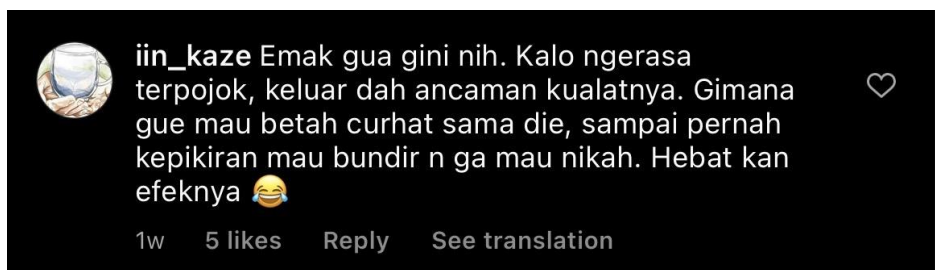 iin_kaze Emak gua gini nih. Kalo ngerasa
terpojok, keluar dah ancaman kualatnya. Gimana
gue mau betah curhat sama die, sampai pernah
kepikiran mau bundir n ga mau nikah. Hebat kan
efeknya 😂
1w 5 likes Reply See translation